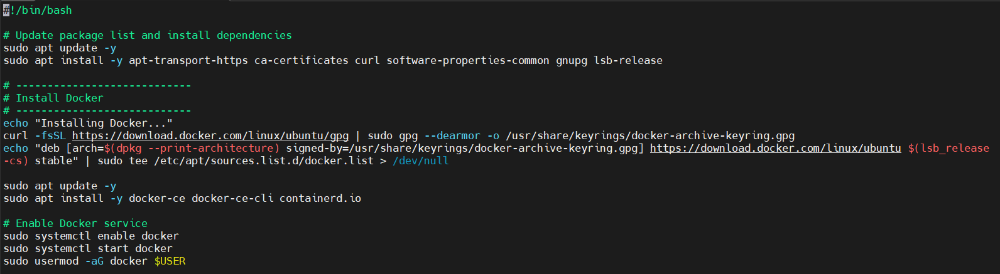 #!/bin/bash
# Update package list and install dependencies
sudo apt update -y
sudo apt install -y apt-transport-https ca-certificates curl software-properties-common gnupg lsb-release
# ----------------------------
# Install Docker
# ----------------------------
echo "Installing Docker..."
curl -fsSL https://download.docker.com/linux/ubuntu/gpg | sudo gpg --dearmor -o /usr/share/keyrings/docker-archive-keyring.gpg
echo "deb [arch=$(dpkg --print-architecture) signed-by=/usr/share/keyrings/docker-archive-keyring.gpg] https://download.docker.com/linux/ubuntu $(lsb_release
-cs) stable" | sudo tee /etc/apt/sources.list.d/docker.list > /dev/null
sudo apt update -y
sudo apt install -y docker-ce docker-ce-cli containerd.io
# Enable Docker service
sudo systemctl enable docker
sudo systemctl start docker
sudo usermod -aG docker $USER